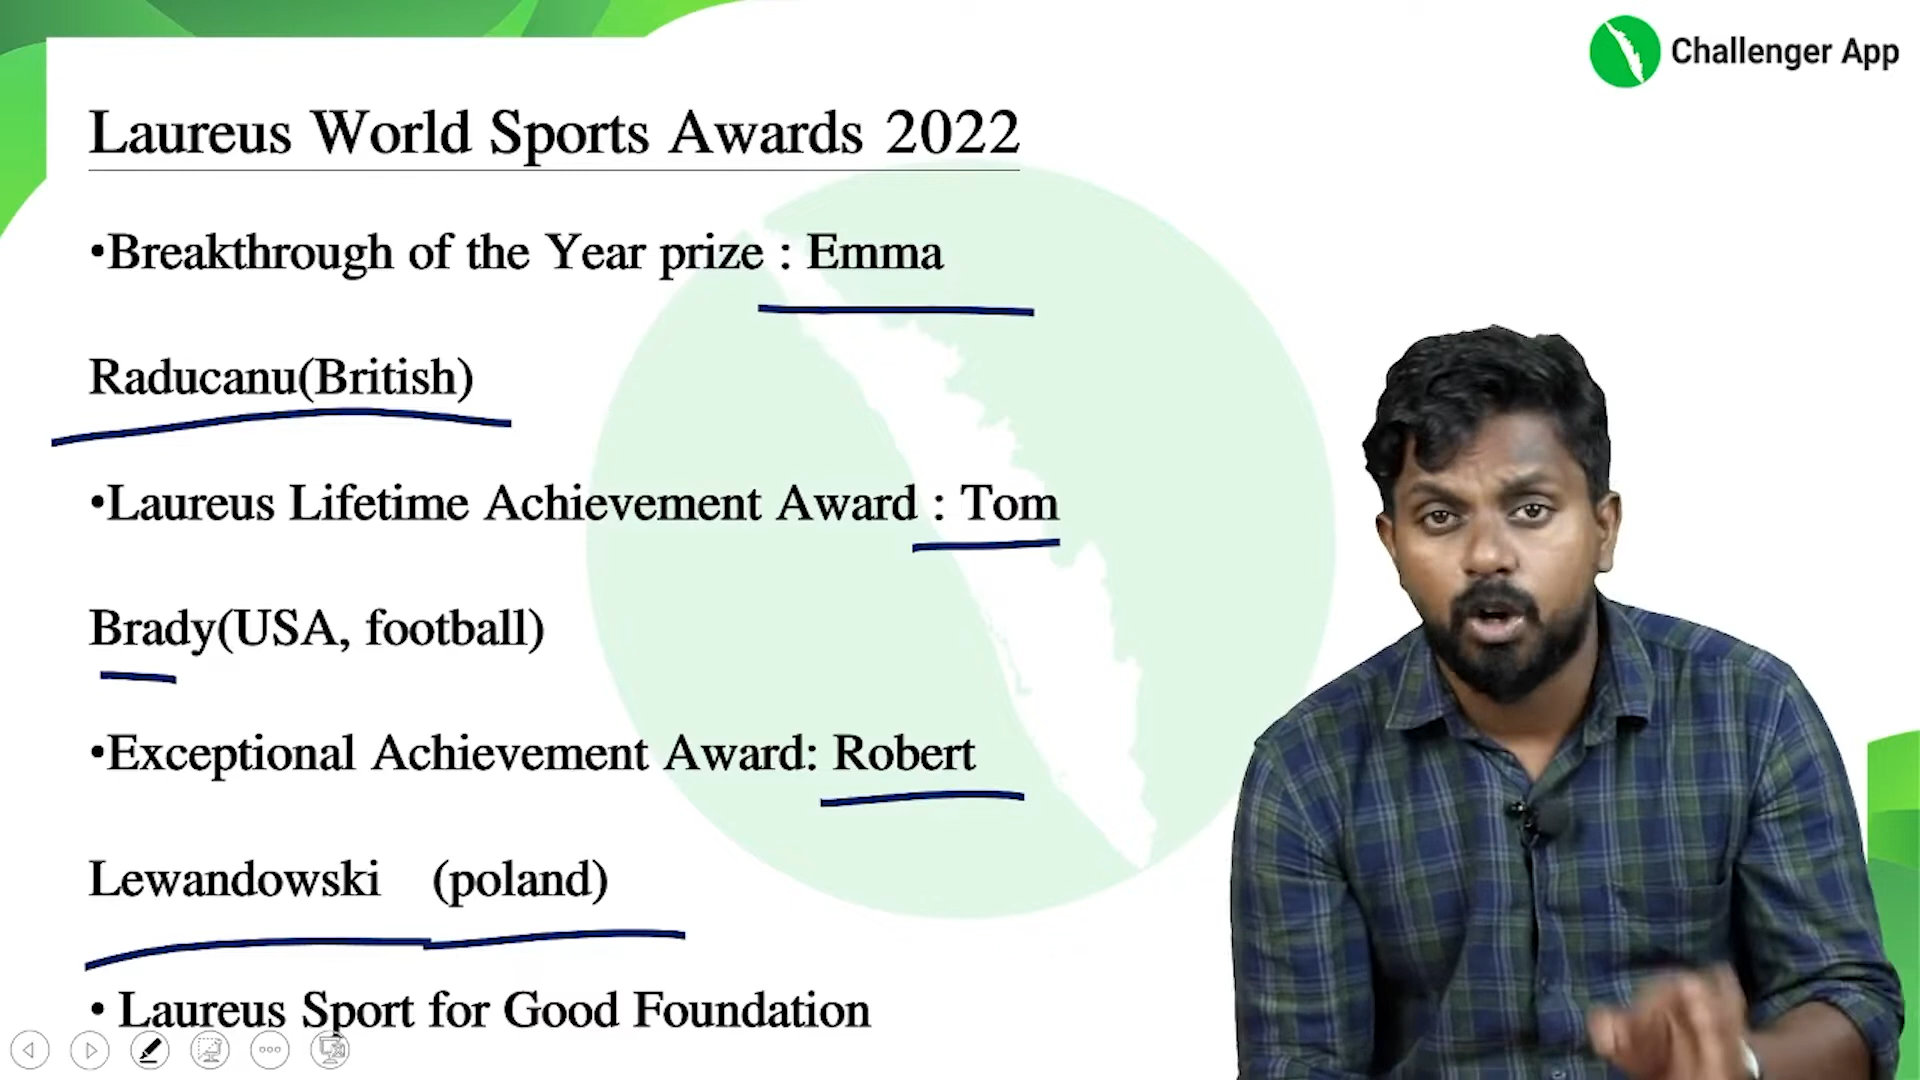 Challenger App
Laureus World Sports Awards 2022
•Breakthrough of the Year prize : Emma
Raducanu(British)
•Laureus Lifetime Achievement Award : Tom
Brady(USA, football)
•Exceptional Achievement Award: Robert
Lewandowski (poland)
• Laureus Sport for Good Foundation